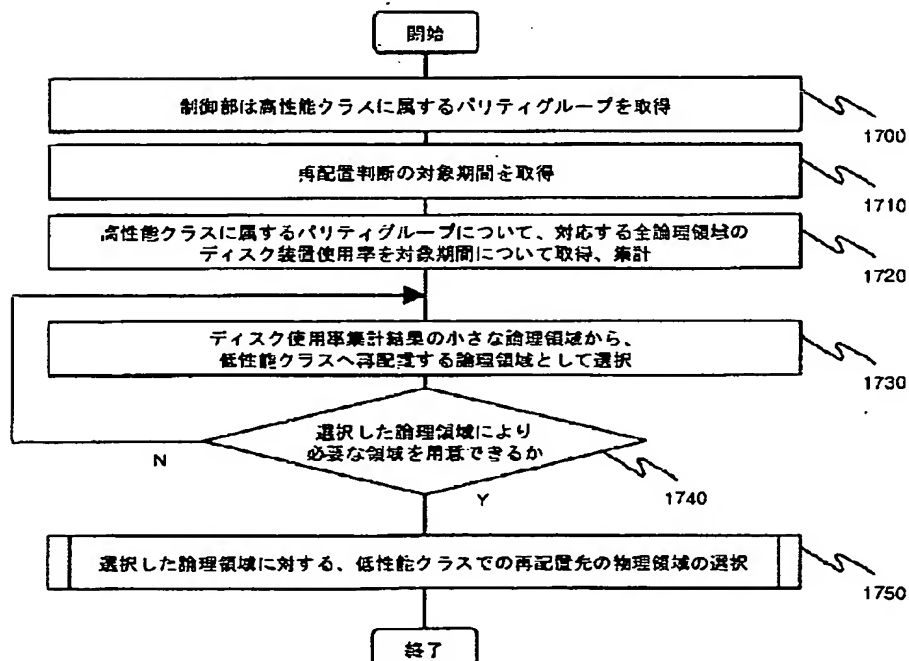 開始
制御部は高性能クラスに属するパリティグループを取得
1700
再配置判断の対象期間を取得
1710
高性能クラスに属するパリティグループについて、対応する全論理領域の
ディスク装置使用率を対象期間について取得、集計
1720
ディスク使用率集計結果の小さな論理領域から、
低性能クラスへ再配置する論理領域として選択
1730
選択した論理領域により
必要な領域を用意できるか
N
Y
1740
選択した論理領域に対する、低性能クラスでの再配置先の物理領域の選択
1750
終了